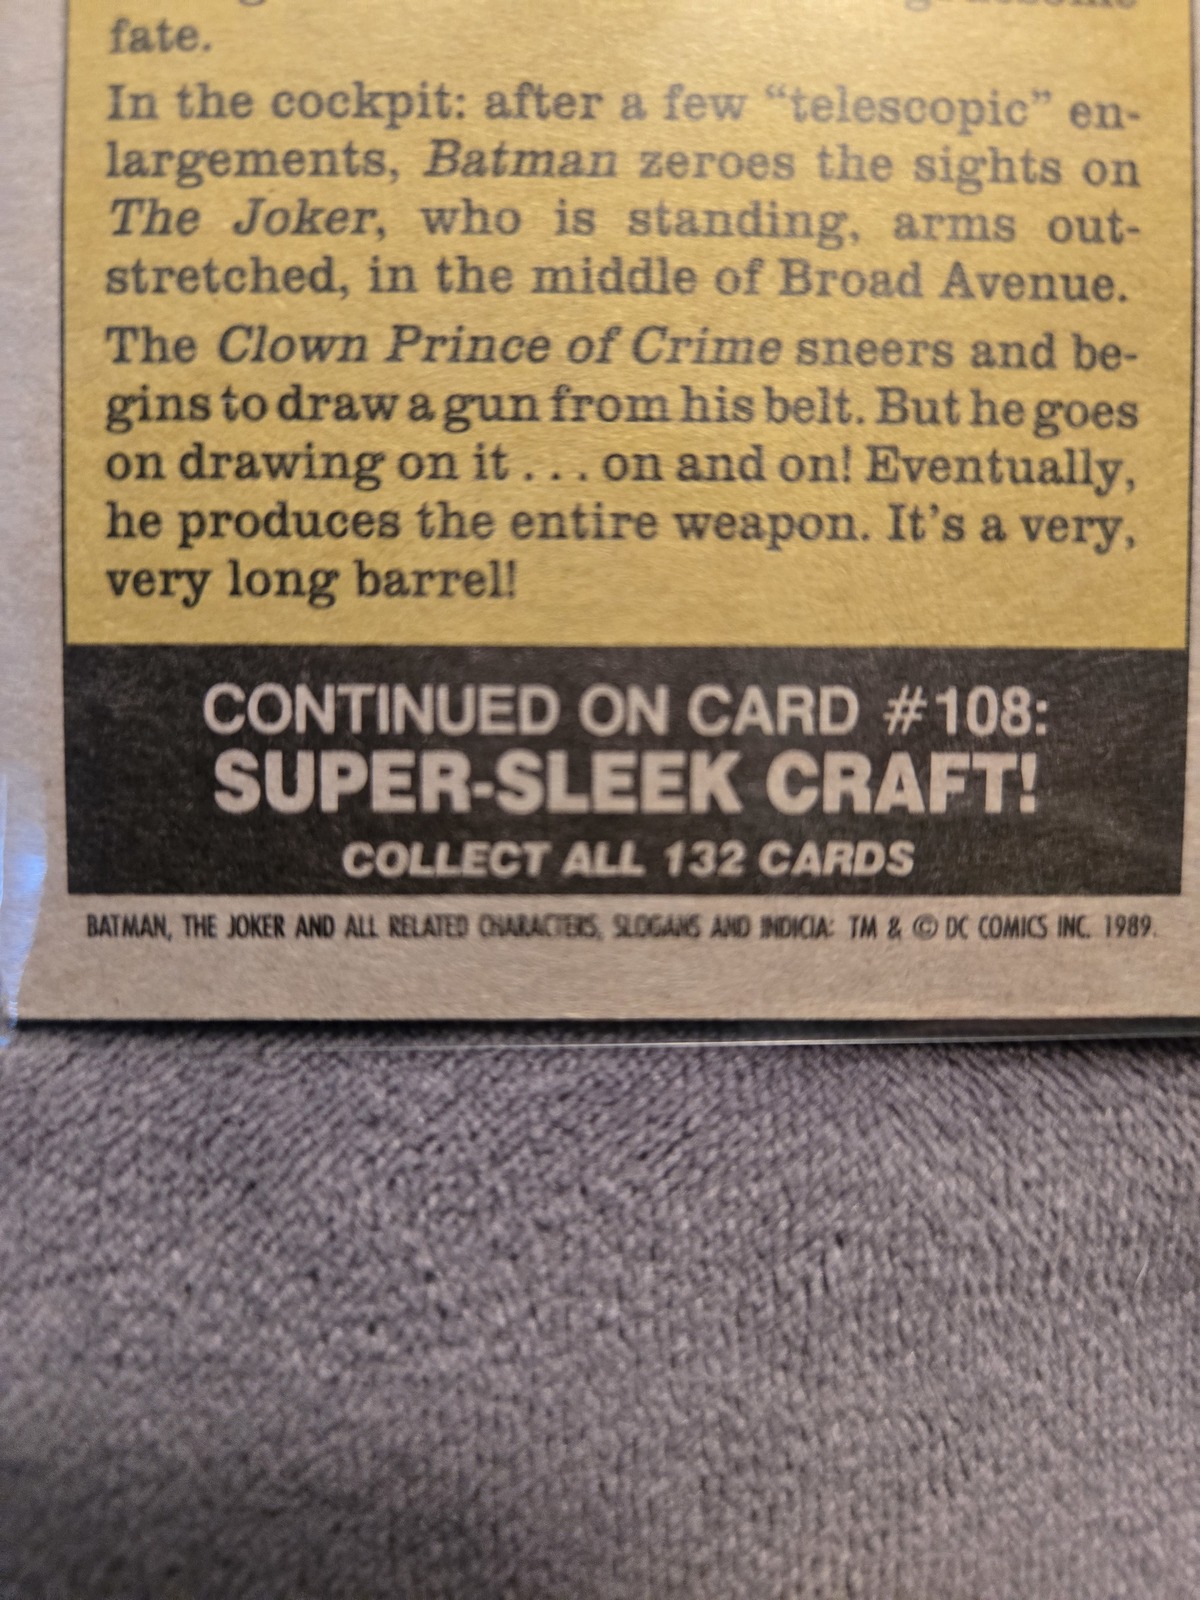 fate.
In the cockpit: after a few “telescopic” en-
largements, Batman zeroes the sights on
The Joker, who is standing, arms out-
stretched, in the middle of Broad Avenue.
The Clown Prince of Crime sneers and be-
gins to draw a gun from his belt. But he goes
on drawing on it . . . on and on! Eventually,
he produces the entire weapon. It’s a very,
very long barrel!
CONTINUED ON CARD #108:
SUPER-SLEEK CRAFT!
COLLECT ALL 132 CARDS
BATMAN, THE JOKER AND ALL RELATED CHARACTERS, SLOGANS AND INDICIA: TM & © DC COMICS INC. 1989.